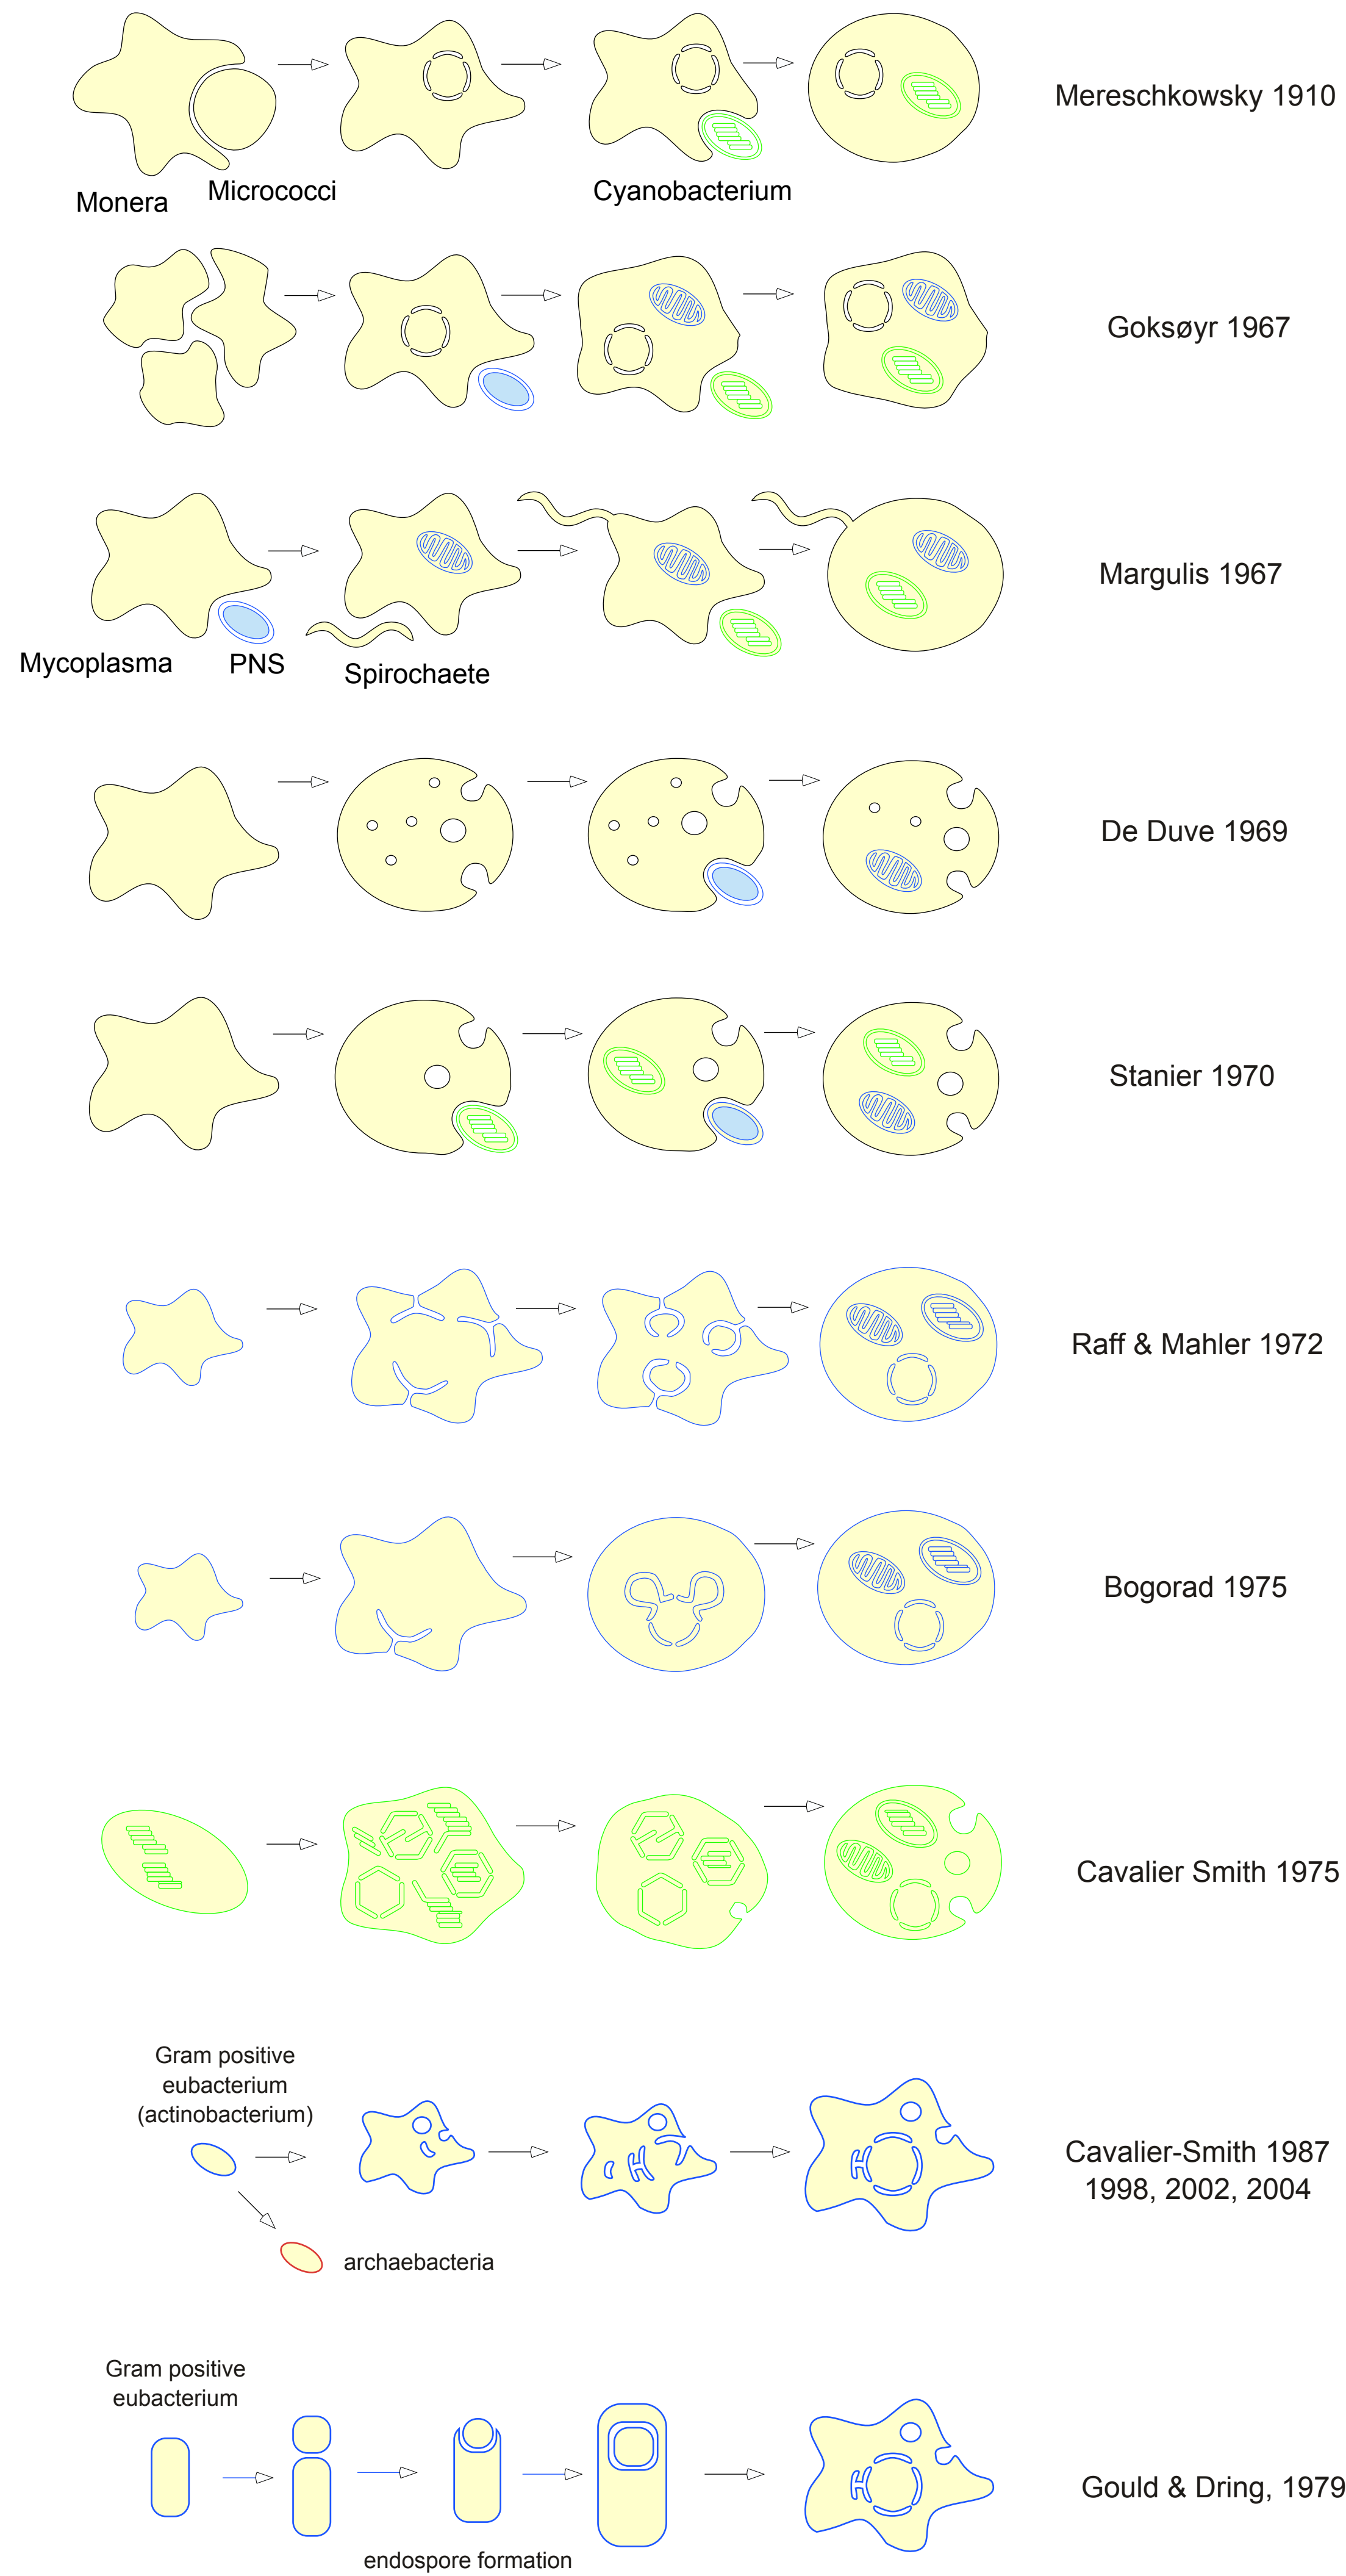 Mereschkowsky 1910
Monera
Micrococci
Cyanobacterium
Goksøyr 1967
Margulis 1967
Mycoplasma
PNS
Spirochaete
De Duve 1969
Stanier 1970
Raff & Mahler 1972
Bogorad 1975
Cavalier Smith 1975
Gram positive
eubacterium
(actinobacterium)
Cavalier-Smith 1987
1998, 2002, 2004
archaebacteria
Gram positive
eubacterium
Gould & Dring, 1979
endospore formation